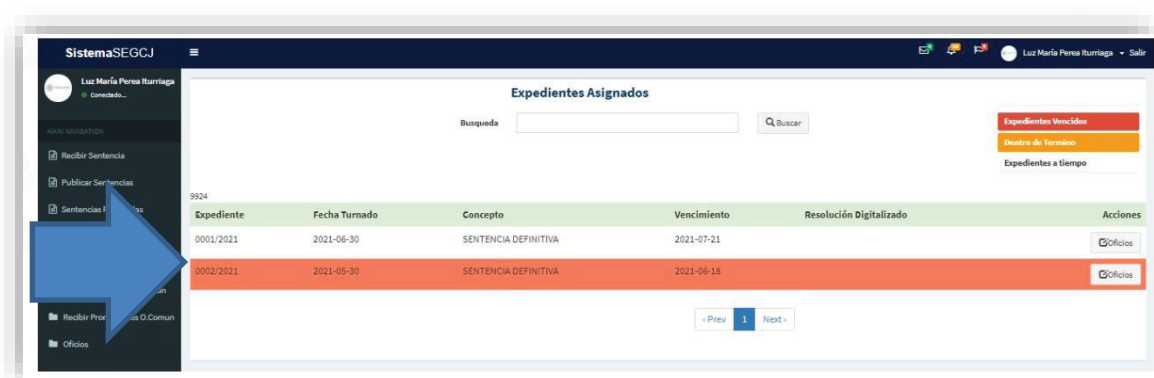 SistemaSEGCJ
Luz María Perea Iturriaga Salir
Luz María Perea Iturriaga
Conectado...
MAIN NAVIGATION
Recibir Sentencia
Publicar Sentencias
Sentencias
Recibir O.Comun
Oficios
Expedientes Asignados
Busqueda Buscar
Expedientes Vencidos
Dentro de Termino
Expedientes a tiempo
9924
Expediente Fecha Turnado Concepto Vencimiento Resolución Digitalizado Acciones
0001/2021 2021-06-30 SENTENCIA DEFINITIVA 2021-07-21 Oficios
0002/2021 2021-05-30 SENTENCIA DEFINITIVA 2021-06-18 Oficios
‹ Prev 1 Next ›